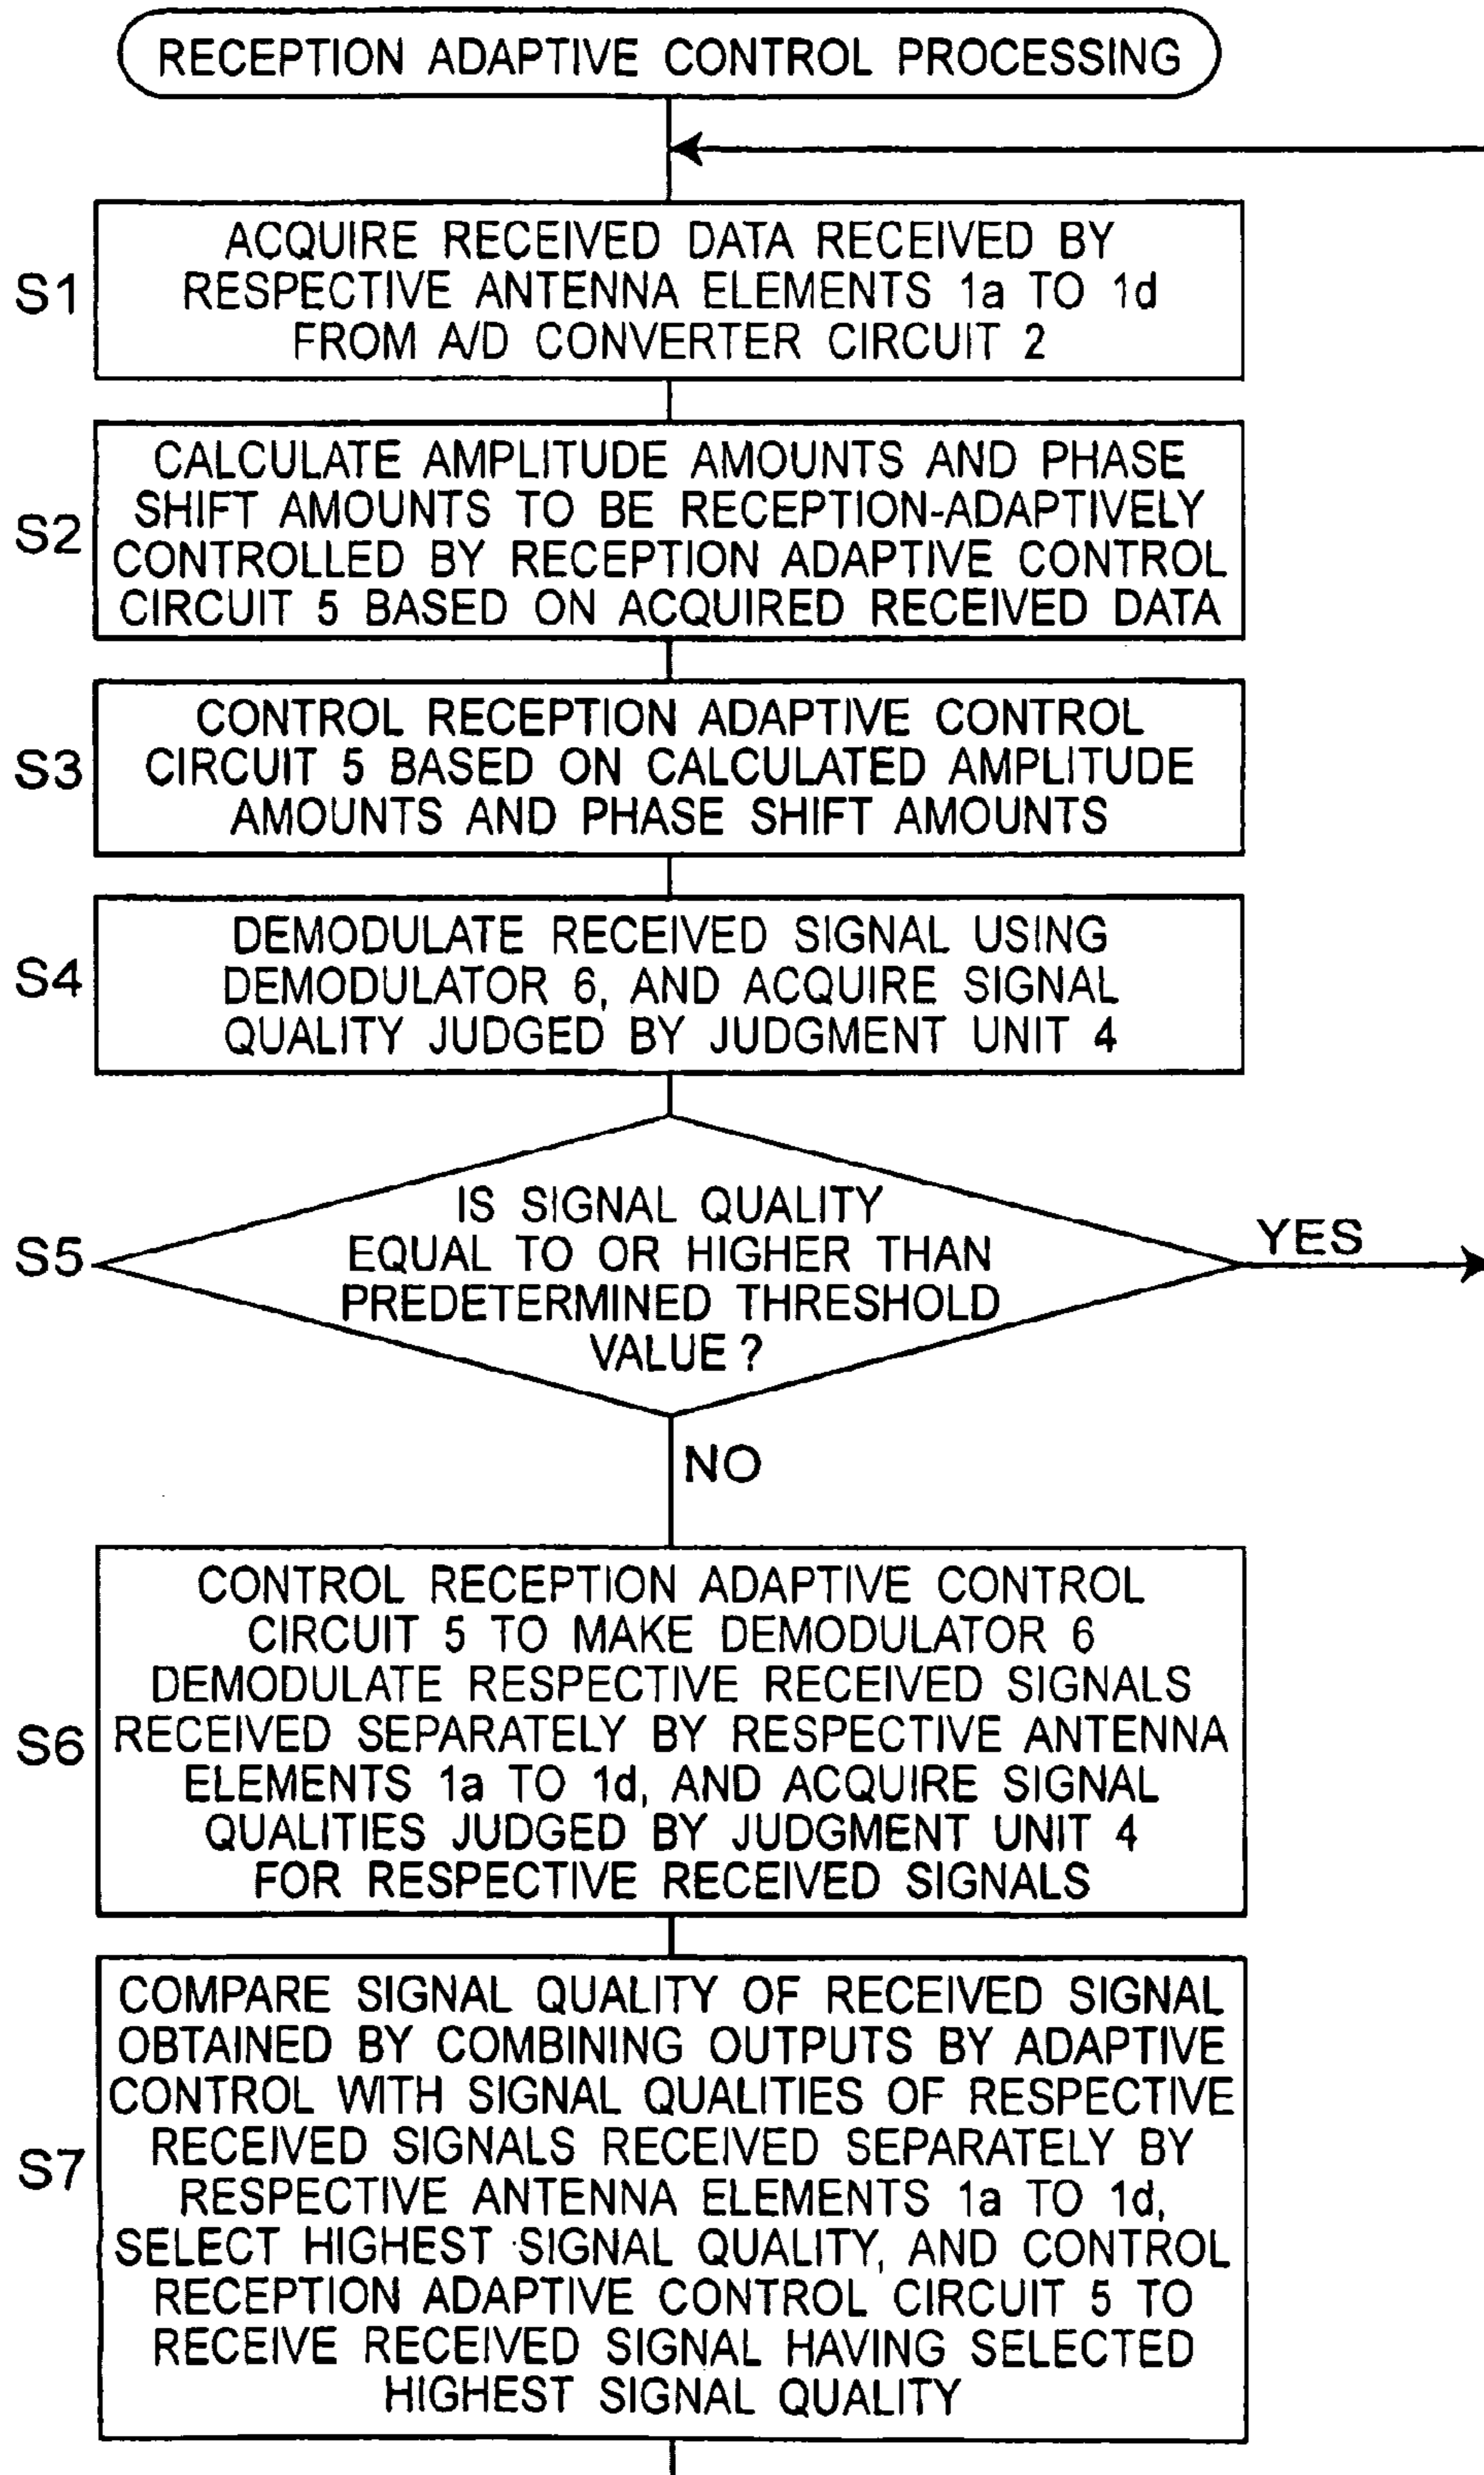 RECEPTION ADAPTIVE CONTROL PROCESSING
S1
ACQUIRE RECEIVED DATA RECEIVED BY
RESPECTIVE ANTENNA ELEMENTS 1a TO 1d
FROM A/D CONVERTER CIRCUIT 2
S2
CALCULATE AMPLITUDE AMOUNTS AND PHASE
SHIFT AMOUNTS TO BE RECEPTION-ADAPTIVELY
CONTROLLED BY RECEPTION ADAPTIVE CONTROL
CIRCUIT 5 BASED ON ACQUIRED RECEIVED DATA
S3
CONTROL RECEPTION ADAPTIVE CONTROL
CIRCUIT 5 BASED ON CALCULATED AMPLITUDE
AMOUNTS AND PHASE SHIFT AMOUNTS
S4
DEMODULATE RECEIVED SIGNAL USING
DEMODULATOR 6, AND ACQUIRE SIGNAL
QUALITY JUDGED BY JUDGMENT UNIT 4
S5
IS SIGNAL QUALITY
EQUAL TO OR HIGHER THAN
PREDETERMINED THRESHOLD
VALUE ?
YES
NO
S6
CONTROL RECEPTION ADAPTIVE CONTROL
CIRCUIT 5 TO MAKE DEMODULATOR 6
DEMODULATE RESPECTIVE RECEIVED SIGNALS
RECEIVED SEPARATELY BY RESPECTIVE ANTENNA
ELEMENTS 1a TO 1d, AND ACQUIRE SIGNAL
QUALITIES JUDGED BY JUDGMENT UNIT 4
FOR RESPECTIVE RECEIVED SIGNALS
S7
COMPARE SIGNAL QUALITY OF RECEIVED SIGNAL
OBTAINED BY COMBINING OUTPUTS BY ADAPTIVE
CONTROL WITH SIGNAL QUALITIES OF RESPECTIVE
RECEIVED SIGNALS RECEIVED SEPARATELY BY
RESPECTIVE ANTENNA ELEMENTS 1a TO 1d,
SELECT HIGHEST SIGNAL QUALITY, AND CONTROL
RECEPTION ADAPTIVE CONTROL CIRCUIT 5 TO
RECEIVE RECEIVED SIGNAL HAVING SELECTED
HIGHEST SIGNAL QUALITY